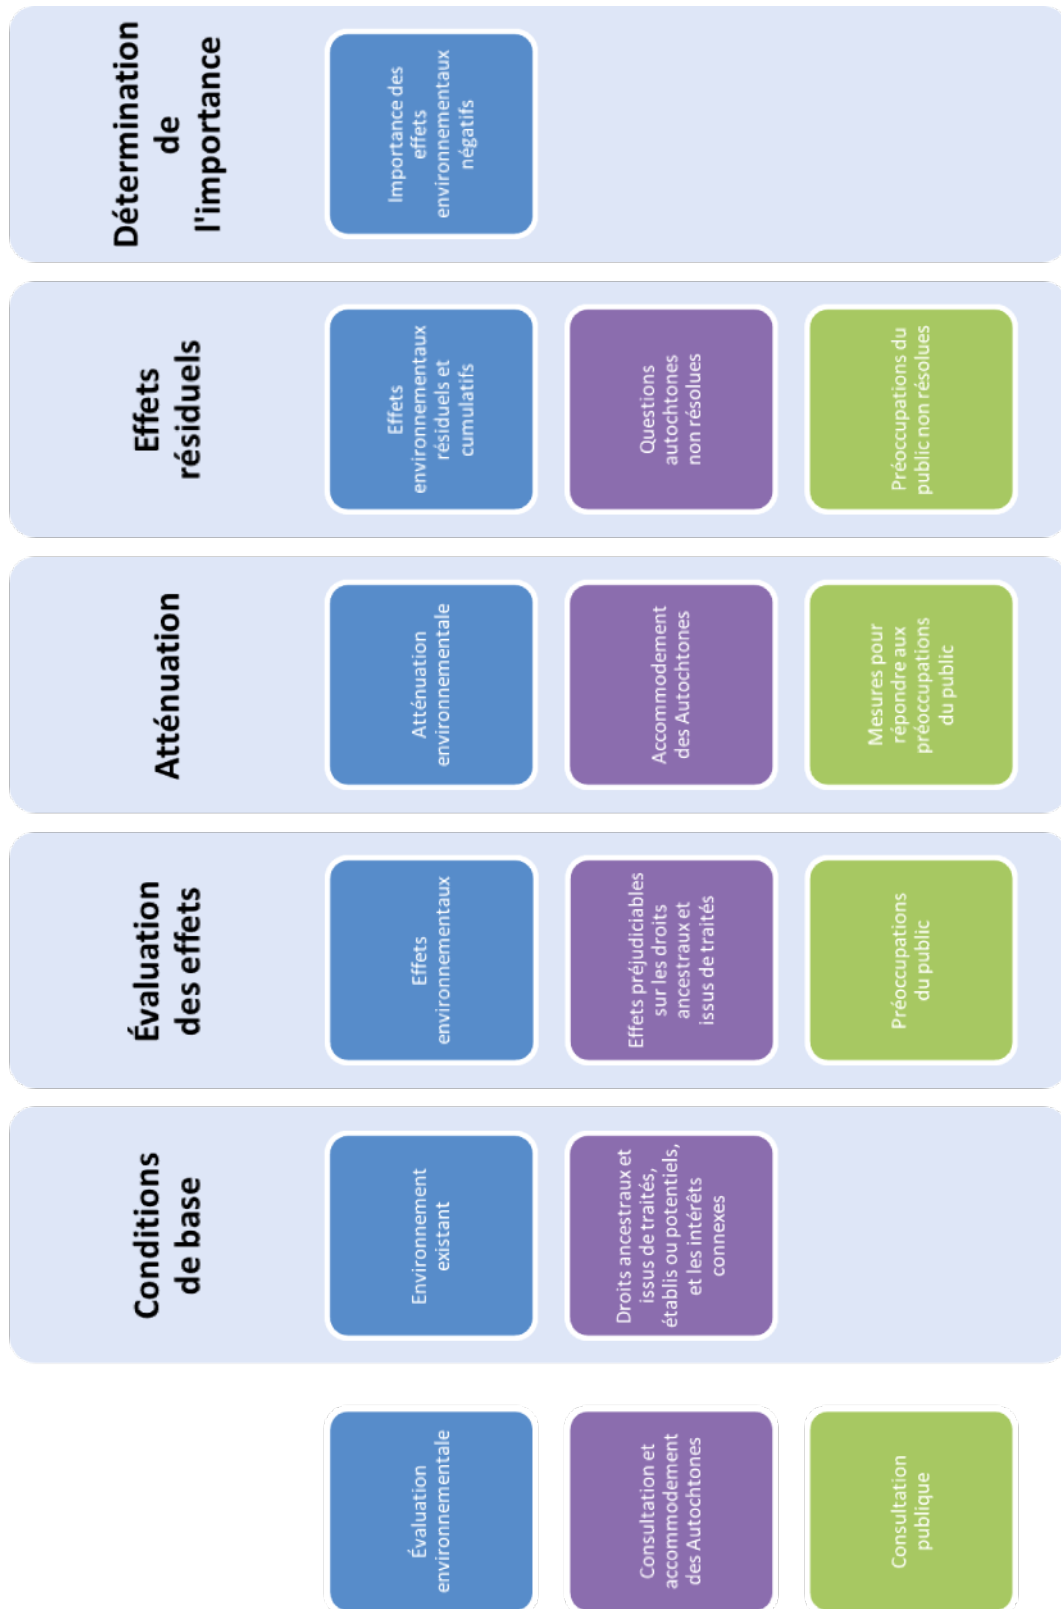 Conditions
de base
Évaluation
des effets
Atténuation
Effets
résiduels
Détermination
de
l'importance
Évaluation
environnementale
Environnement
existant
Effets
environnementaux
Atténuation
environnementale
Effets
environnementaux
résiduels et
cumulatifs
Importance des
effets
environnementaux
négatifs
Consultation et
accommodement
des Autochtones
Droits ancestraux et
issus de traités,
établis ou potentiels,
et les intérêts
connexes
Effets préjudiciables
sur les droits
ancestraux et
issus de traités
Accommodement
des Autochtones
Questions
autochtones
non résolues
Consultation
publique
Préoccupations
du public
Mesures pour
répondre aux
préoccupations
du public
Préoccupations du
public non résolues